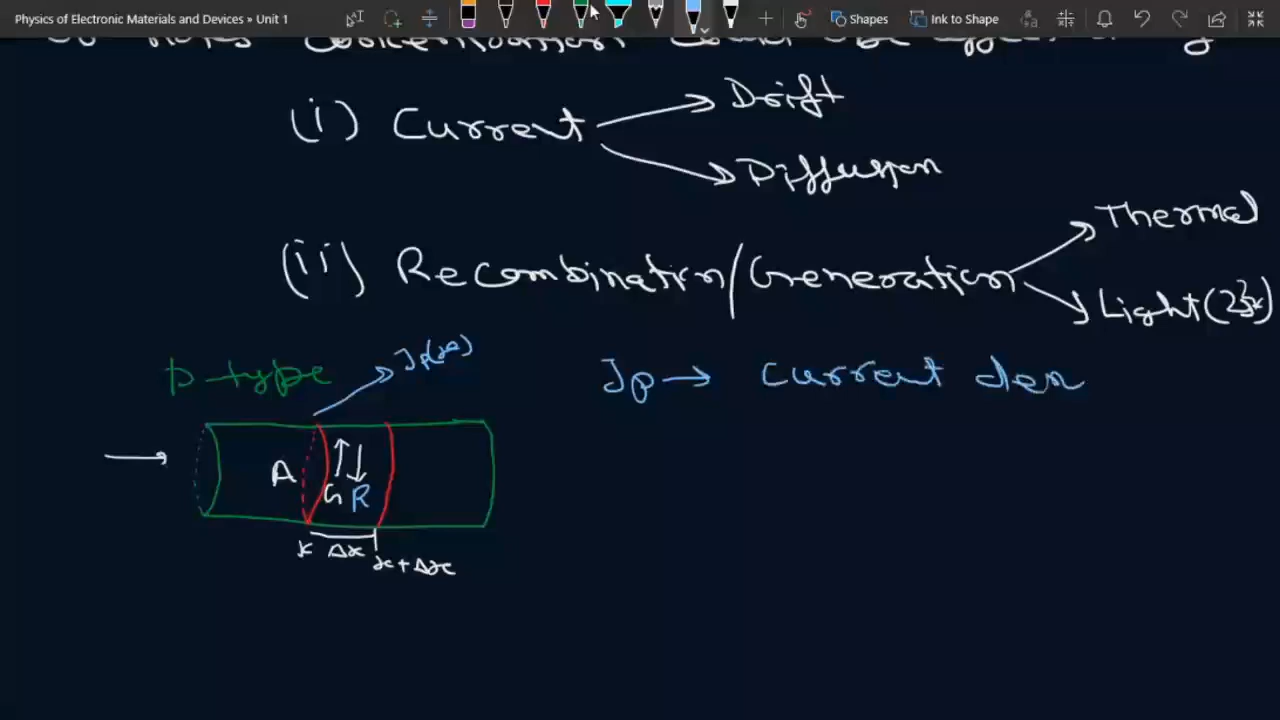 Physics of Electronic Materials and Devices » Unit 1
Shapes
Ink to Shape
(i) Current
Drift
Diffusion
(ii) Recombination/Generation
Thermal
Light
p-type
Jp(x)
Jp → current den
A
G R
x Δx x+Δx